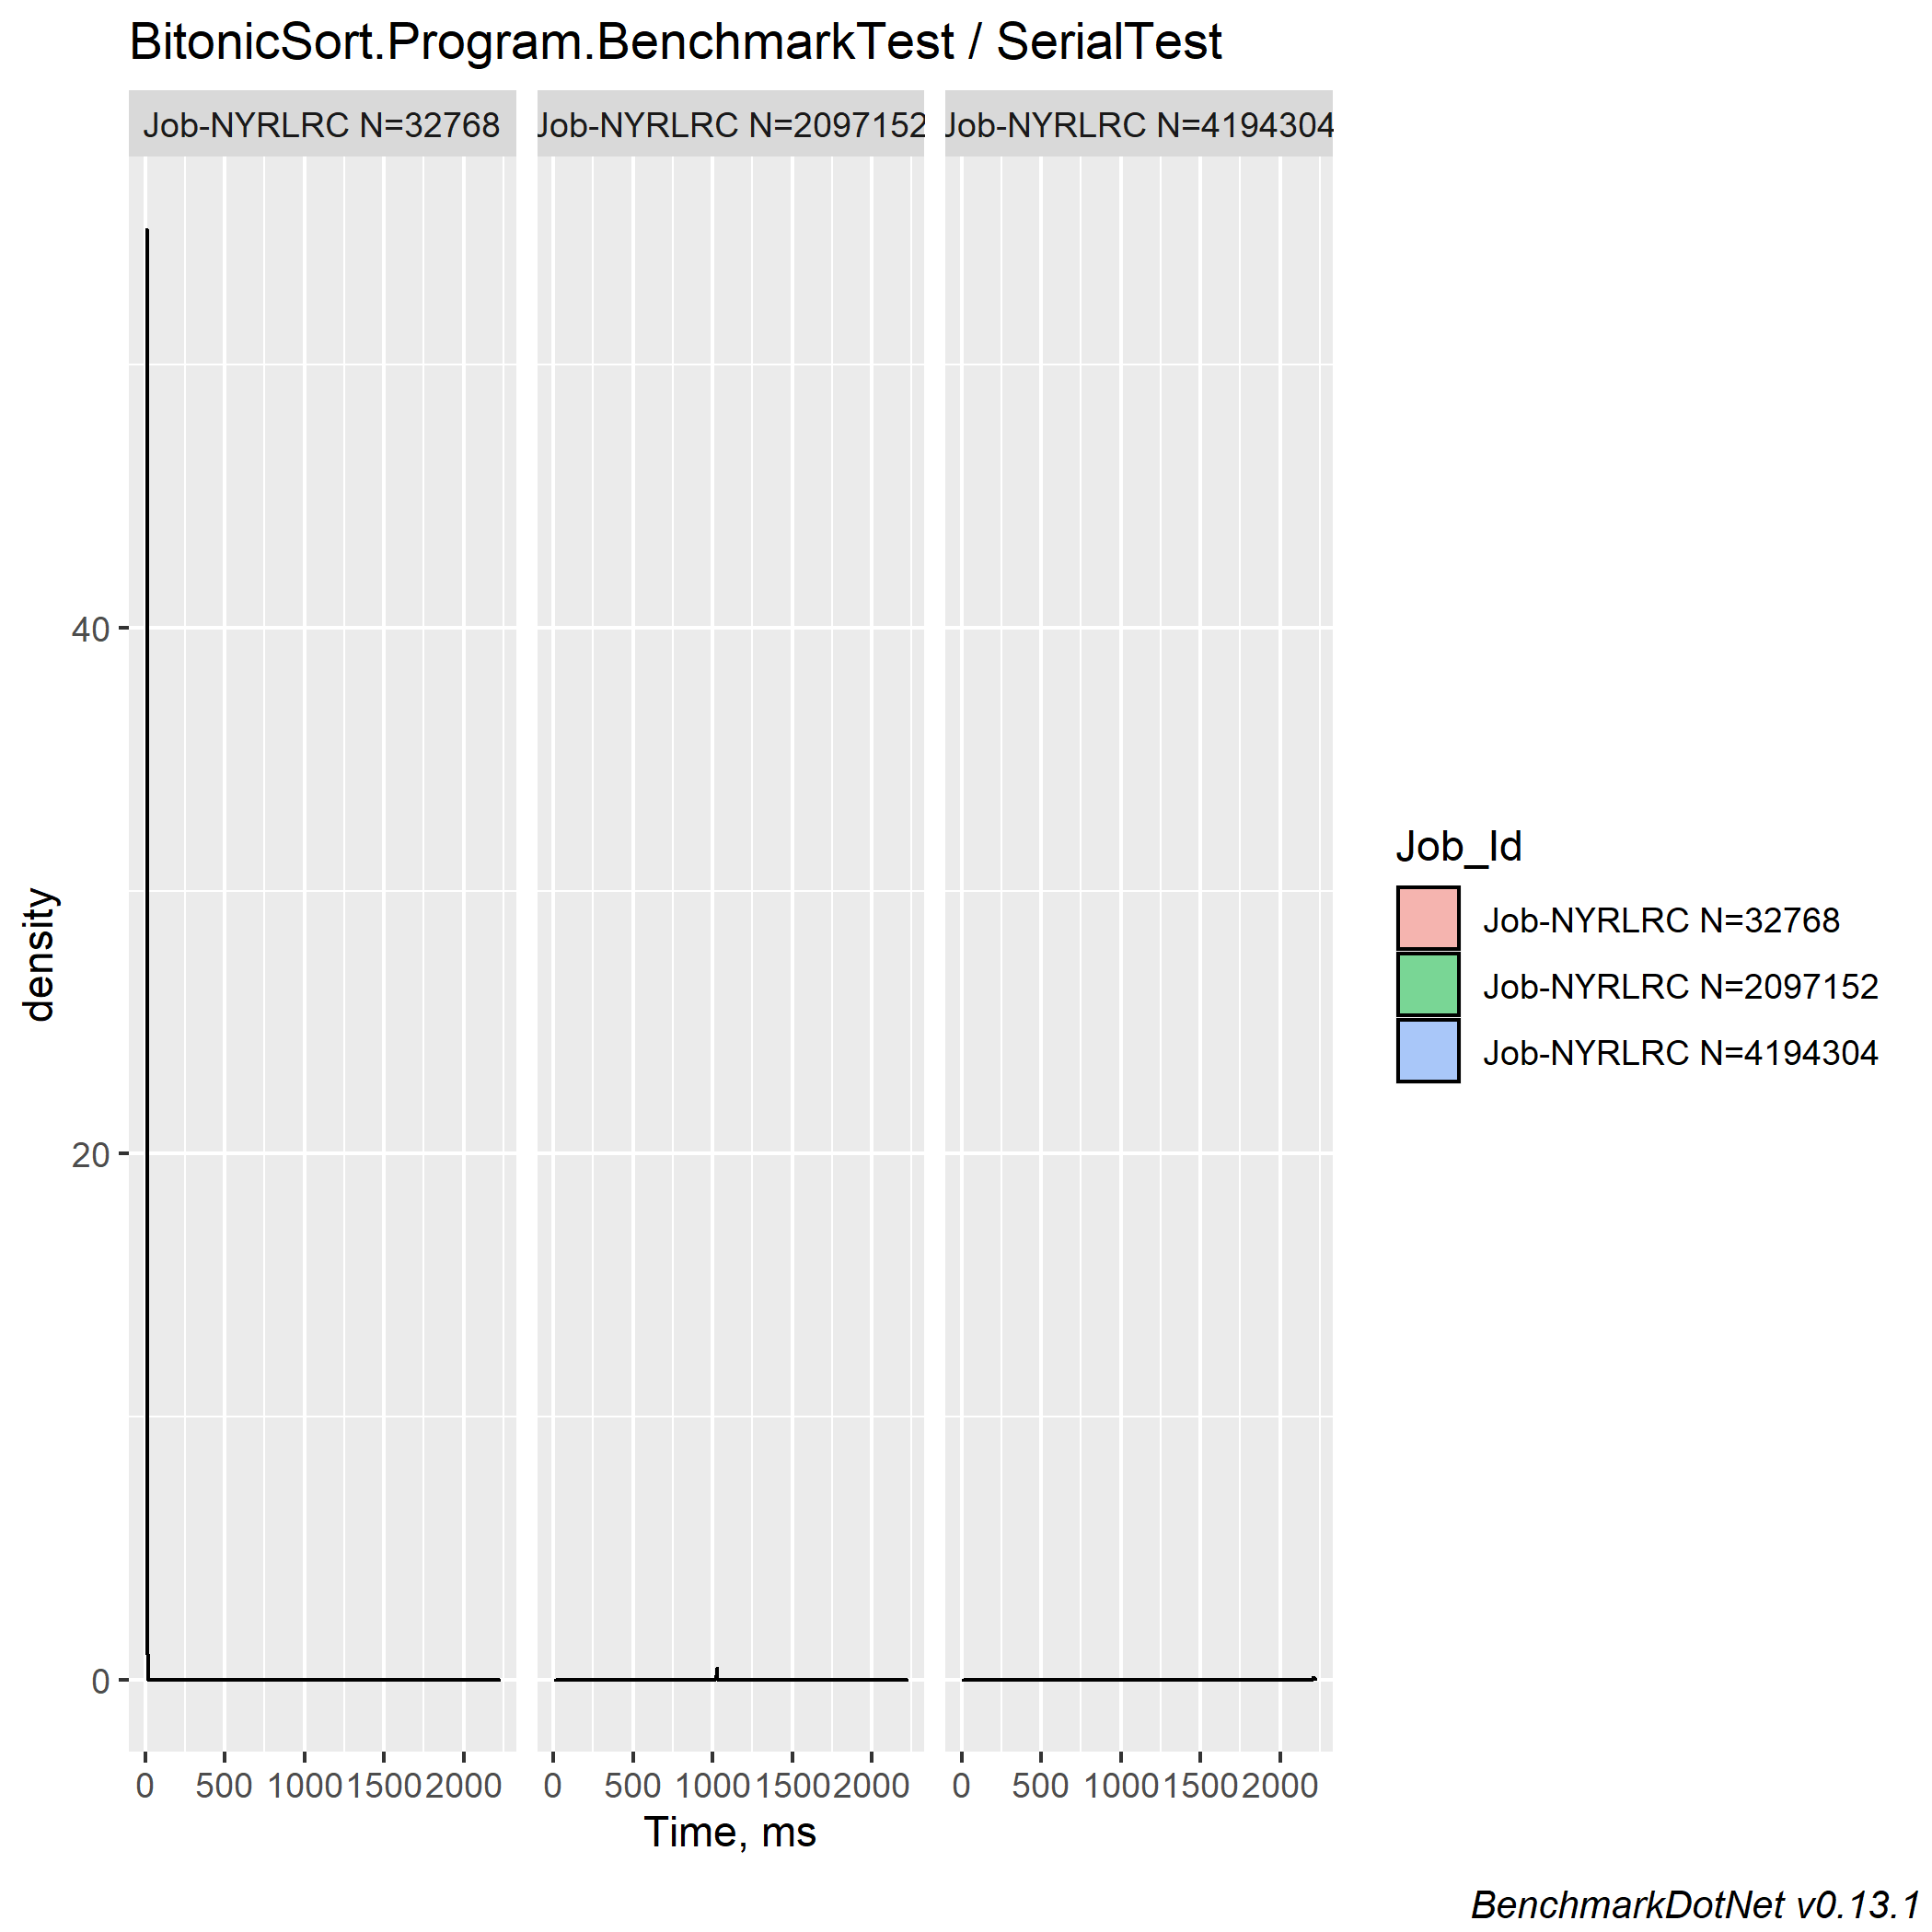 BitonicSort.Program.BenchmarkTest / SerialTest
Job-NYRLRC N=32768
Job-NYRLRC N=2097152
Job-NYRLRC N=4194304
density
40
20
0
0 500 1000 1500 2000
0 500 1000 1500 2000
0 500 1000 1500 2000
Time, ms
Job_Id
Job-NYRLRC N=32768
Job-NYRLRC N=2097152
Job-NYRLRC N=4194304
BenchmarkDotNet v0.13.1